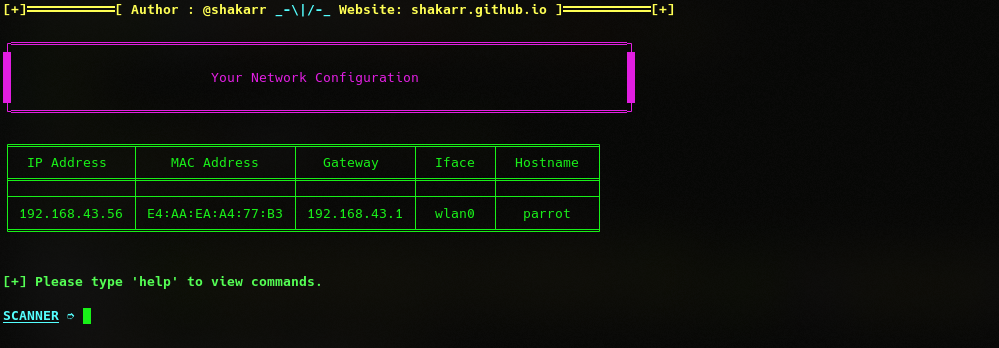 [+]═══════════[ Author : @shakarr _-\|/-_ Website: shakarr.github.io ]═══════════[+]
Your Network Configuration
IP Address MAC Address Gateway Iface Hostname
192.168.43.56 E4:AA:EA:A4:77:B3 192.168.43.1 wlan0 parrot
[+] Please type 'help' to view commands.
SCANNER ➮